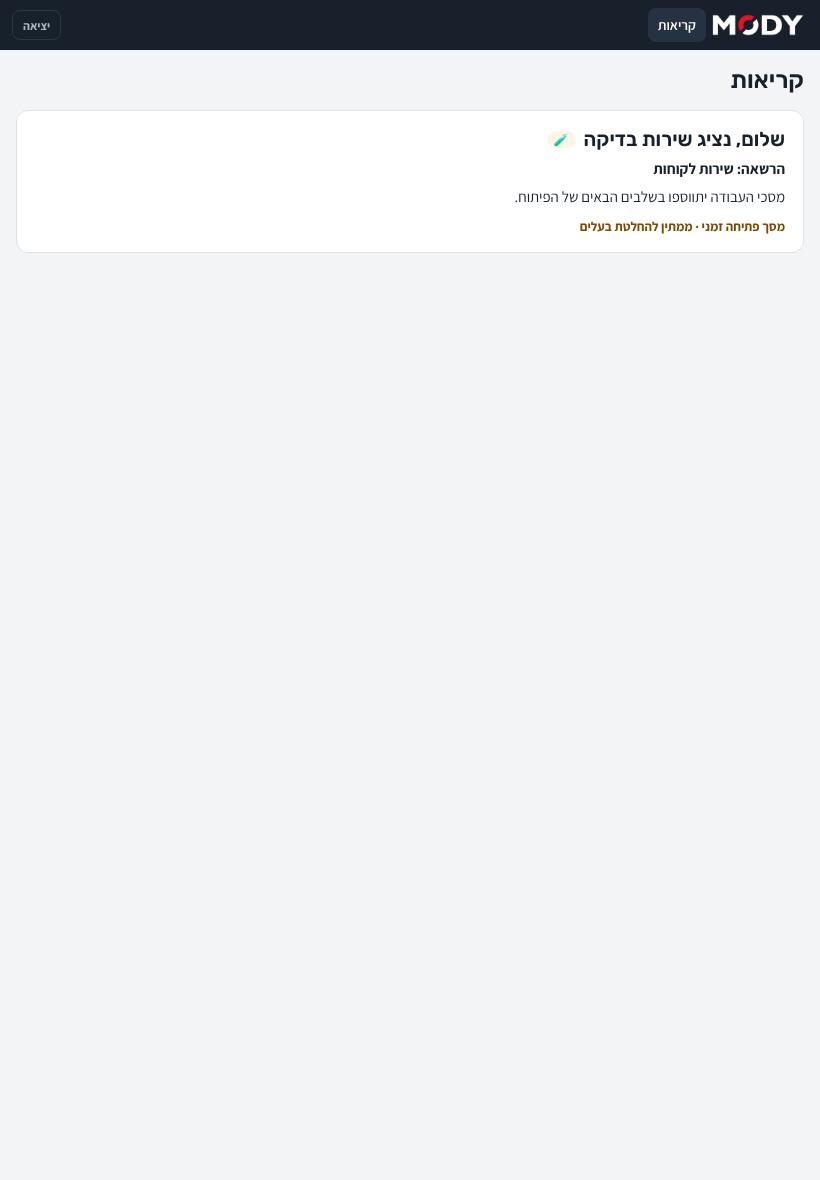 MODY
קריאות
יציאה
קריאות
שלום, נציג שירות בדיקה 🧪
הרשאה: שירות לקוחות
מסכי העבודה יתווספו בשלבים הבאים של הפיתוח.
מסך פתיחה זמני · ממתין להחלטת בעלים